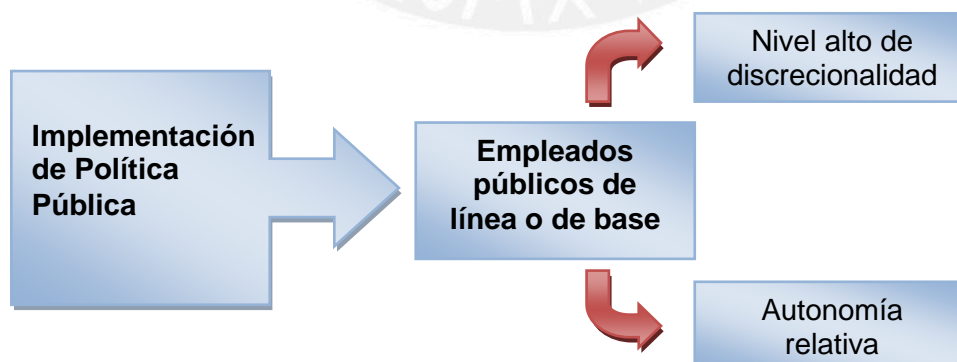 Nivel alto de
discrecionalidad
Implementación
de Política
Pública
Empleados
públicos de
línea o de base
Autonomía
relativa